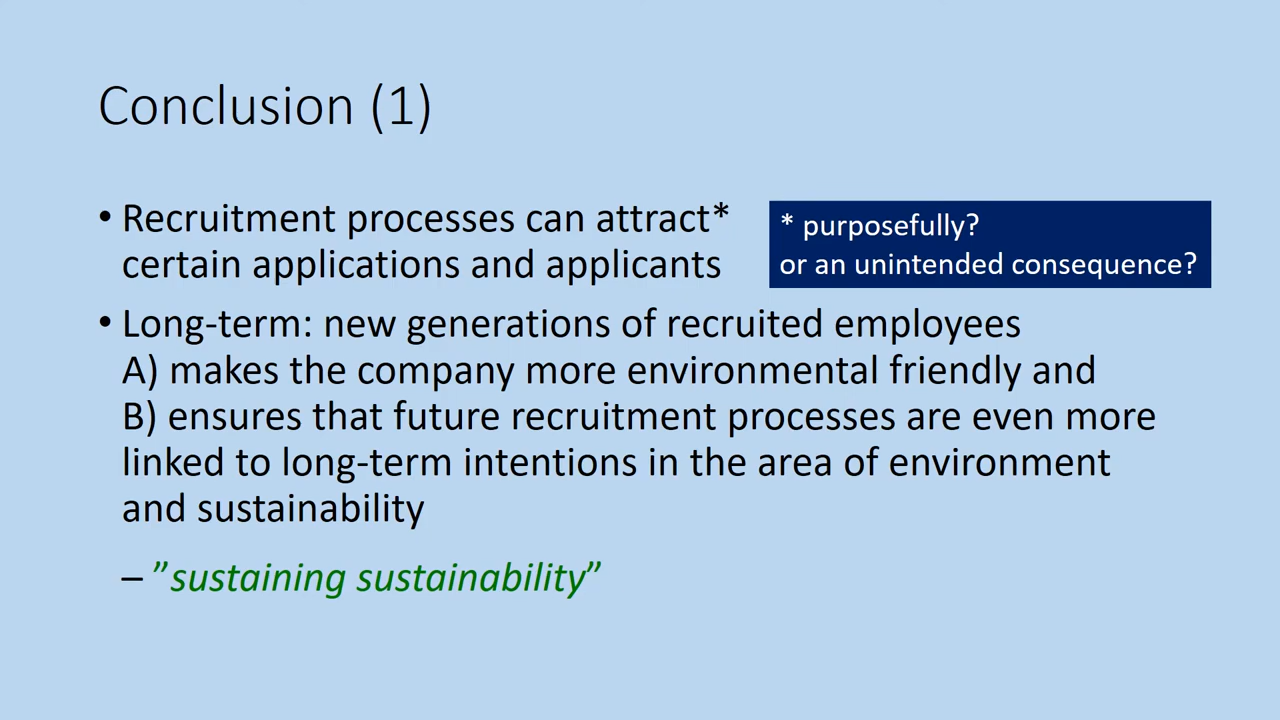 Conclusion (1)
• Recruitment processes can attract*
certain applications and applicants
* purposefully?
or an unintended consequence?
• Long-term: new generations of recruited employees
A) makes the company more environmental friendly and
B) ensures that future recruitment processes are even more
linked to long-term intentions in the area of environment
and sustainability
– ”sustaining sustainability”